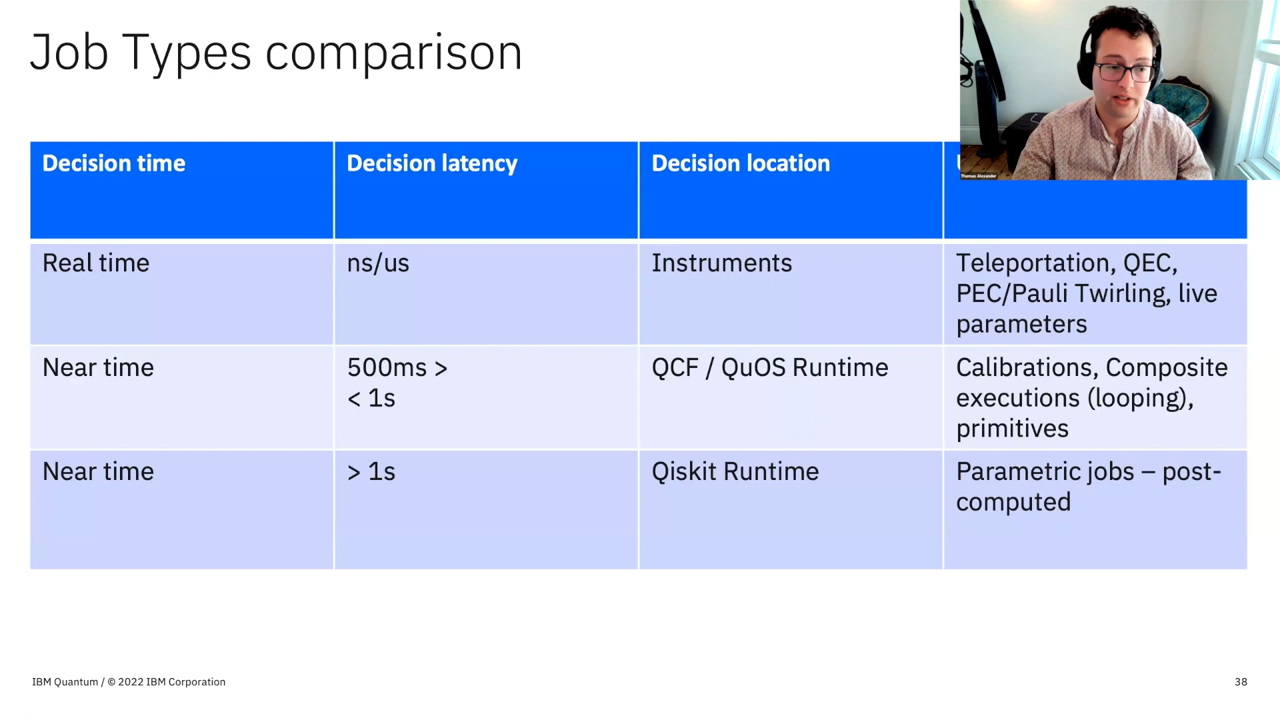 Job Types comparison
Thomas Alexander
Decision time
Decision latency
Decision location
Real time
ns/us
Instruments
Teleportation, QEC,
PEC/Pauli Twirling, live
parameters
Near time
500ms >
< 1s
QCF / QuOS Runtime
Calibrations, Composite
executions (looping),
primitives
Near time
> 1s
Qiskit Runtime
Parametric jobs – post-
computed
IBM Quantum / © 2022 IBM Corporation
38